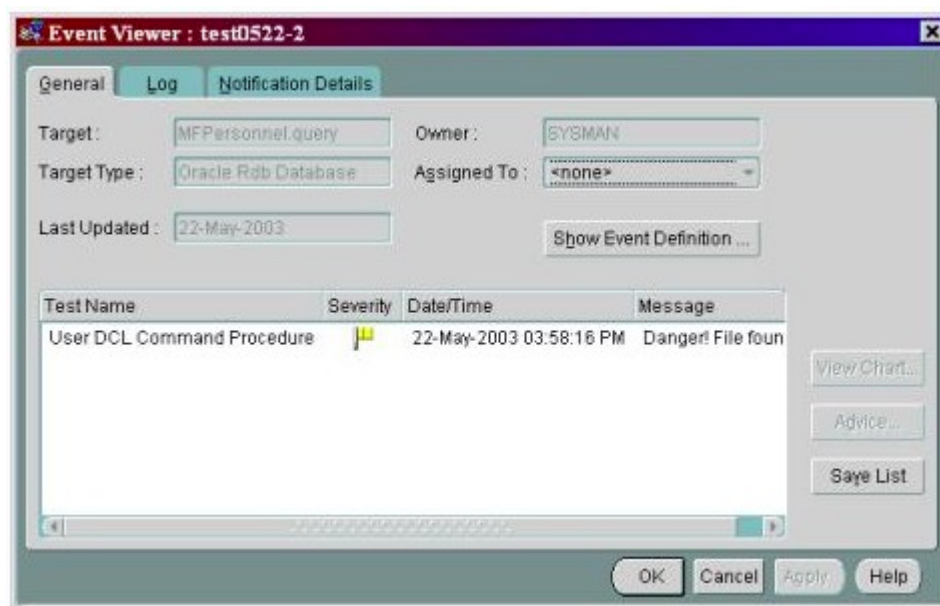 Event Viewer : test0522-2
General Log Notification Details
Target : MFPersonnel.query Owner : SYSMAN
Target Type : Oracle Rdb Database Assigned To : <none>
Last Updated : 22-May-2003 Show Event Definition ...
Test Name Severity Date/Time Message
User DCL Command Procedure 22-May-2003 03:58:16 PM Danger! File foun
View Chart...
Advice...
Save List
OK Cancel Apply Help